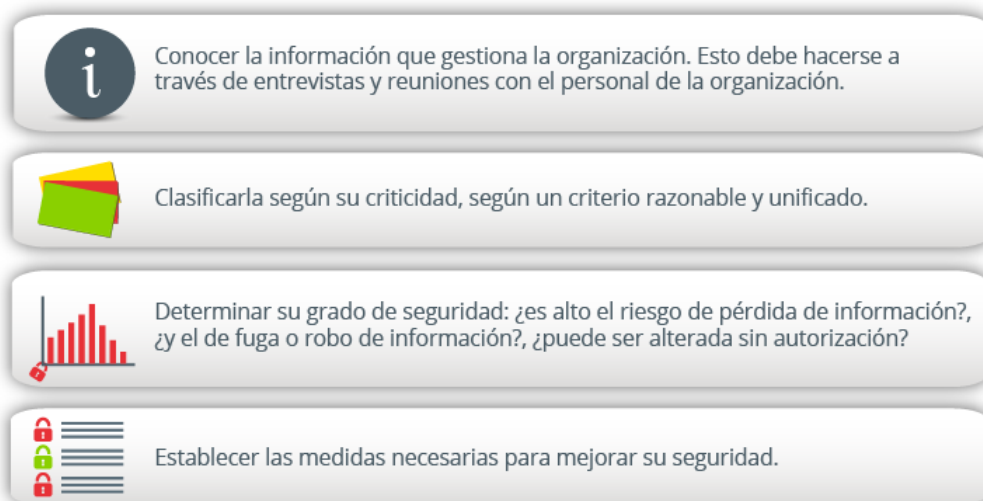 i
Conocer la información que gestiona la organización. Esto debe hacerse a
través de entrevistas y reuniones con el personal de la organización.
Clasificarla según su criticidad, según un criterio razonable y unificado.
Determinar su grado de seguridad: ¿es alto el riesgo de pérdida de información?,
¿y el de fuga o robo de información?, ¿puede ser alterada sin autorización?
Establecer las medidas necesarias para mejorar su seguridad.